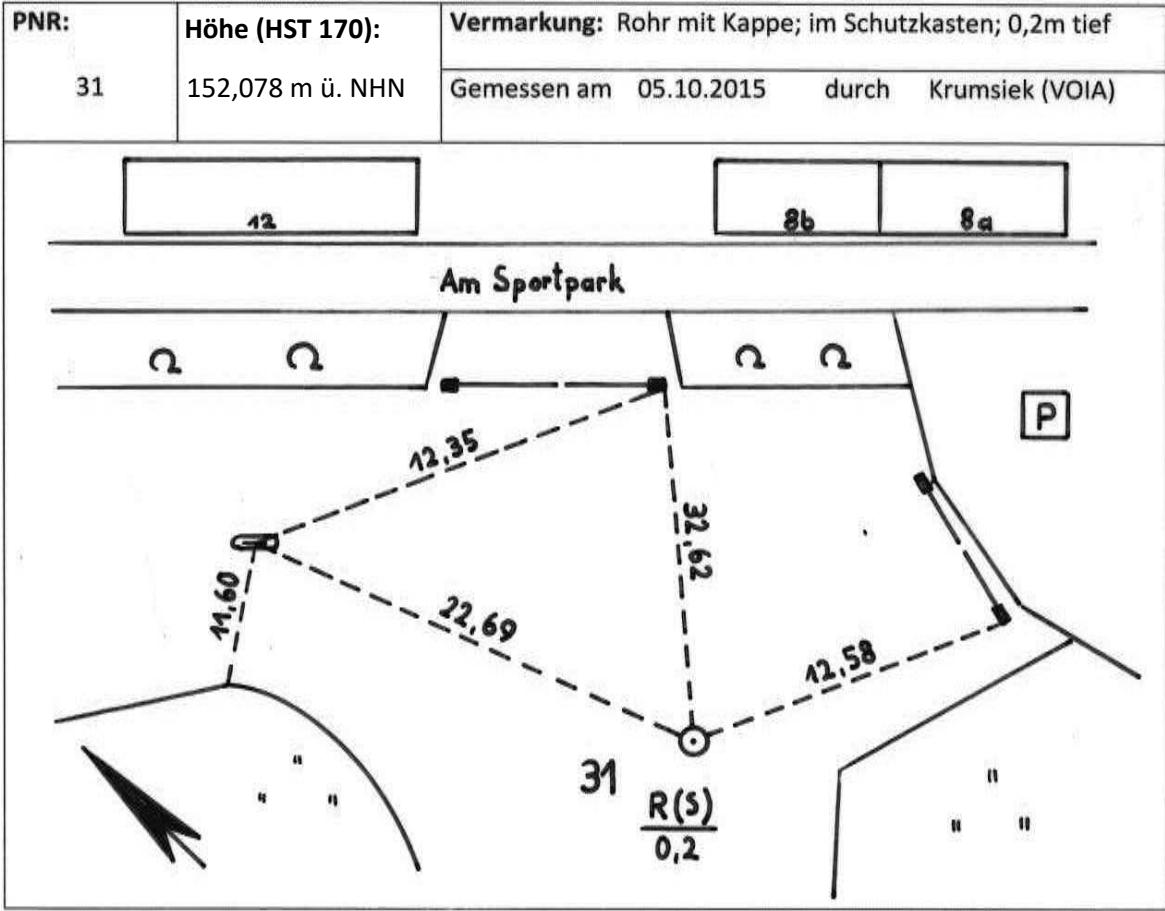 PNR:
31
Höhe (HST 170):
152,078 m ü. NHN
Vermarkung: Rohr mit Kappe; im Schutzkasten; 0,2m tief
Gemessen am 05.10.2015 durch Krumsiek (VOIA)
12
8b
8a
Am Sportpark
P
12,35
32,62
11,60
22,69
12,58
31
R(S)
0,2